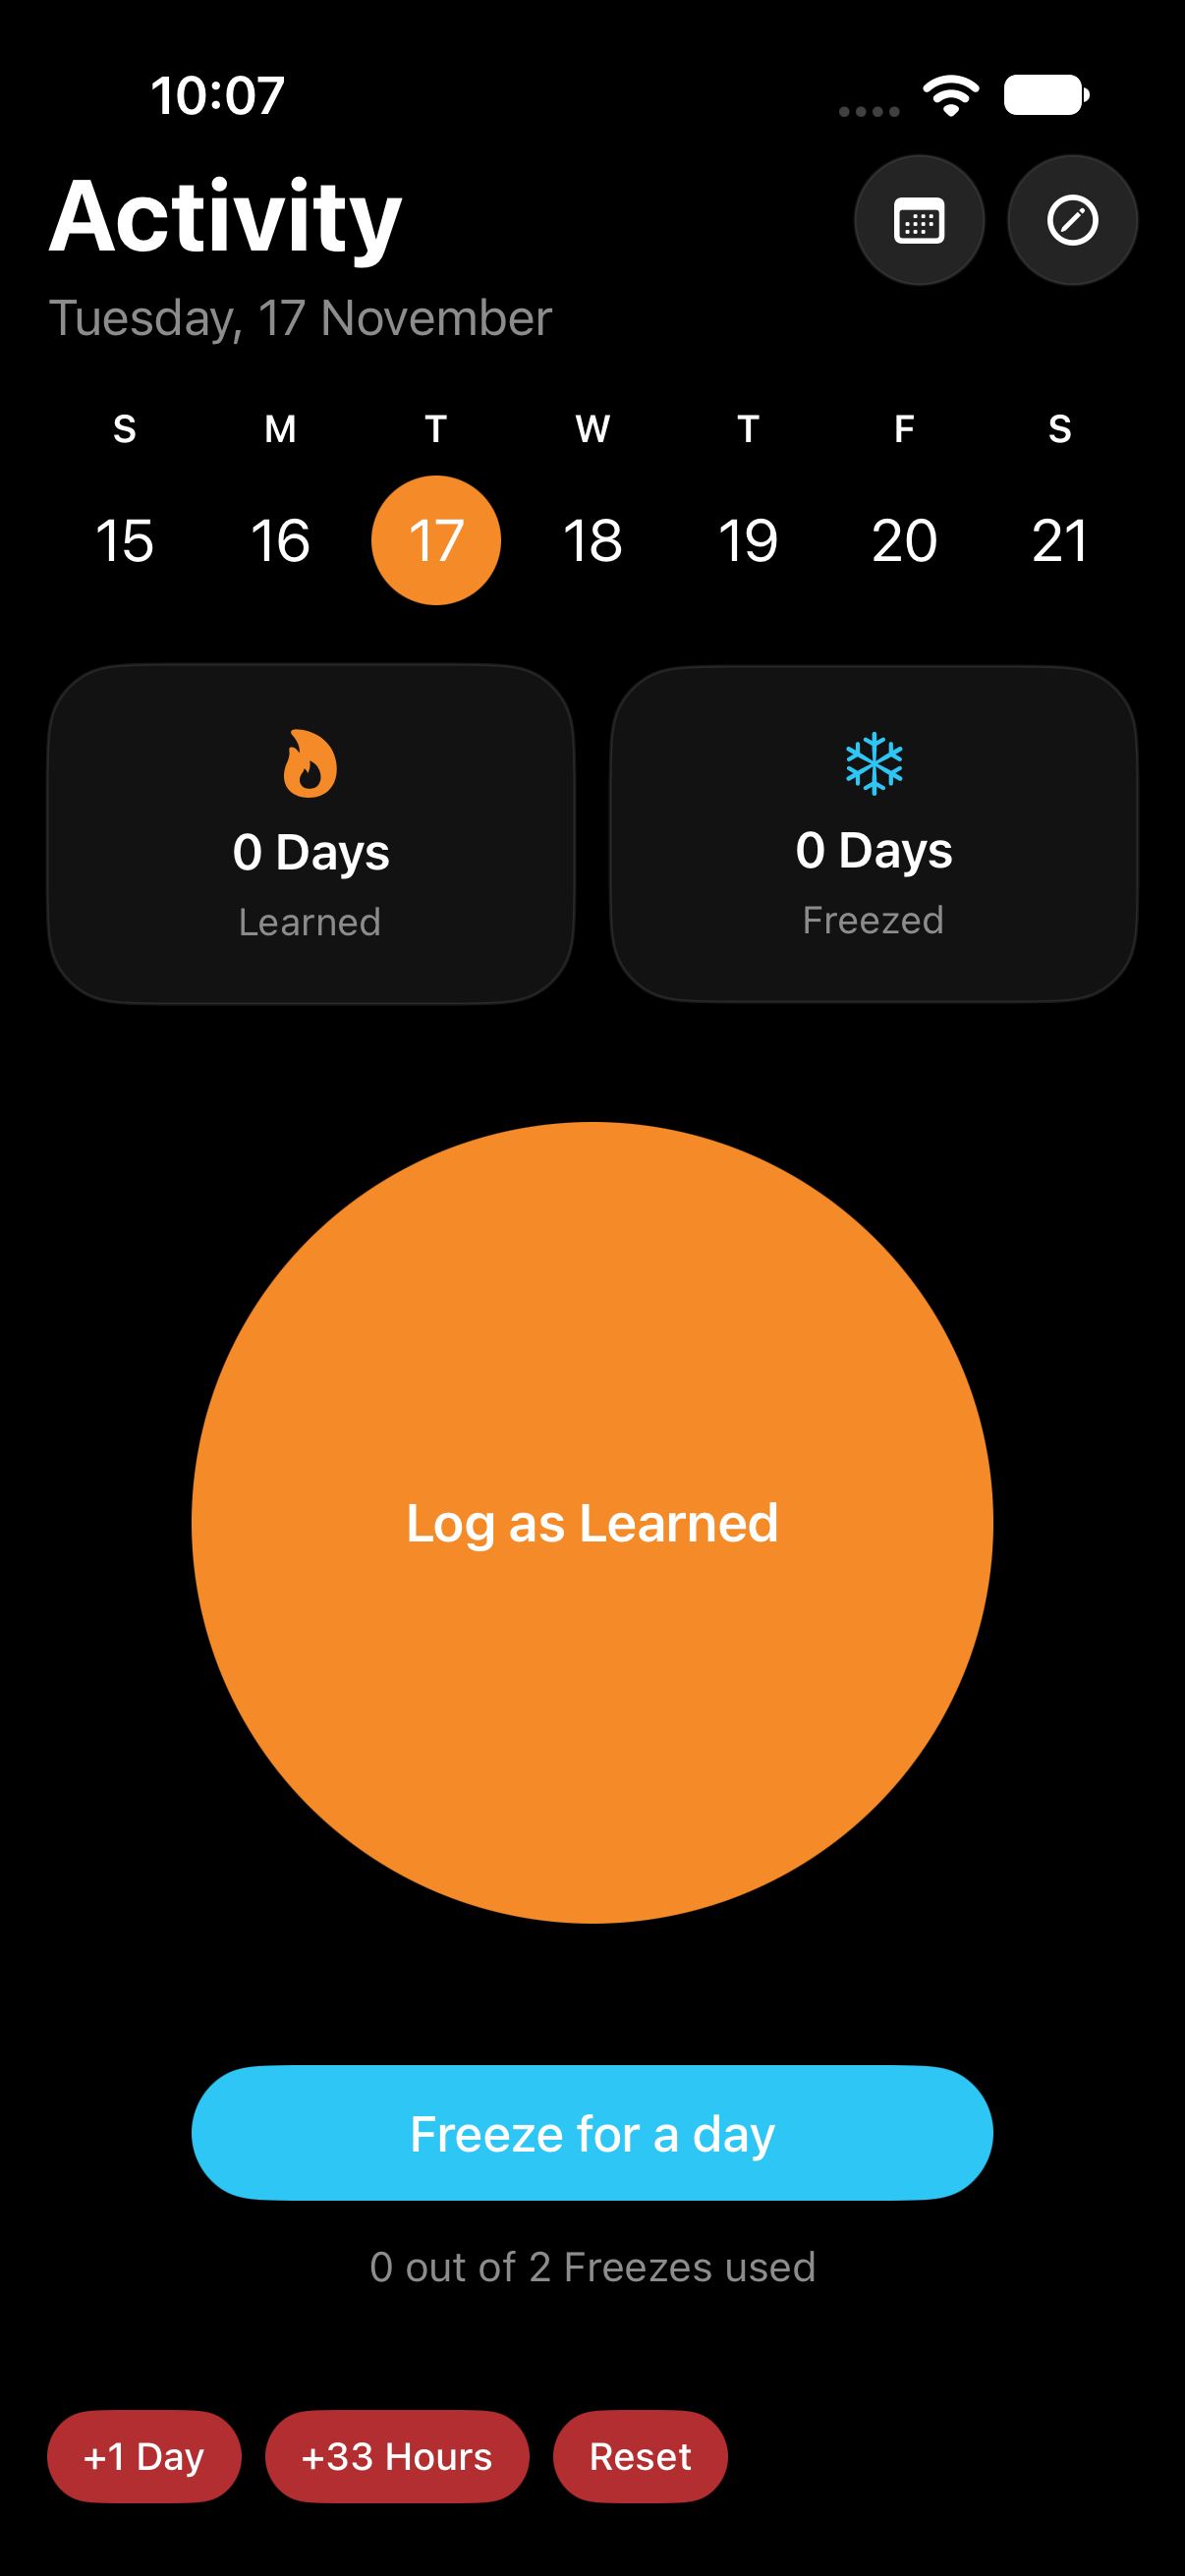 10:07
Activity
Tuesday, 17 November
S M T W T F S
15 16 17 18 19 20 21
0 Days 0 Days
Learned Freezed
Log as Learned
Freeze for a day
0 out of 2 Freezes used
+1 Day +33 Hours Reset